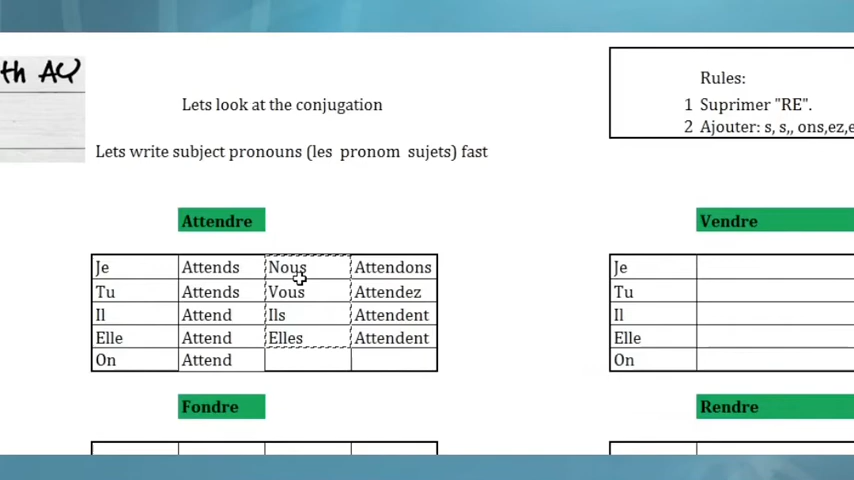 th AQ
Lets look at the conjugation
Lets write subject pronouns (les pronom sujets) fast
Rules:
1 Suprimer "RE".
2 Ajouter: s, s,, ons,ez,e
Attendre
Je Attends Nous Attendons
Tu Attends Vous Attendez
Il Attend Ils Attendent
Elle Attend Elles Attendent
On Attend
Vendre
Je
Tu
Il
Elle
On
Fondre
Rendre